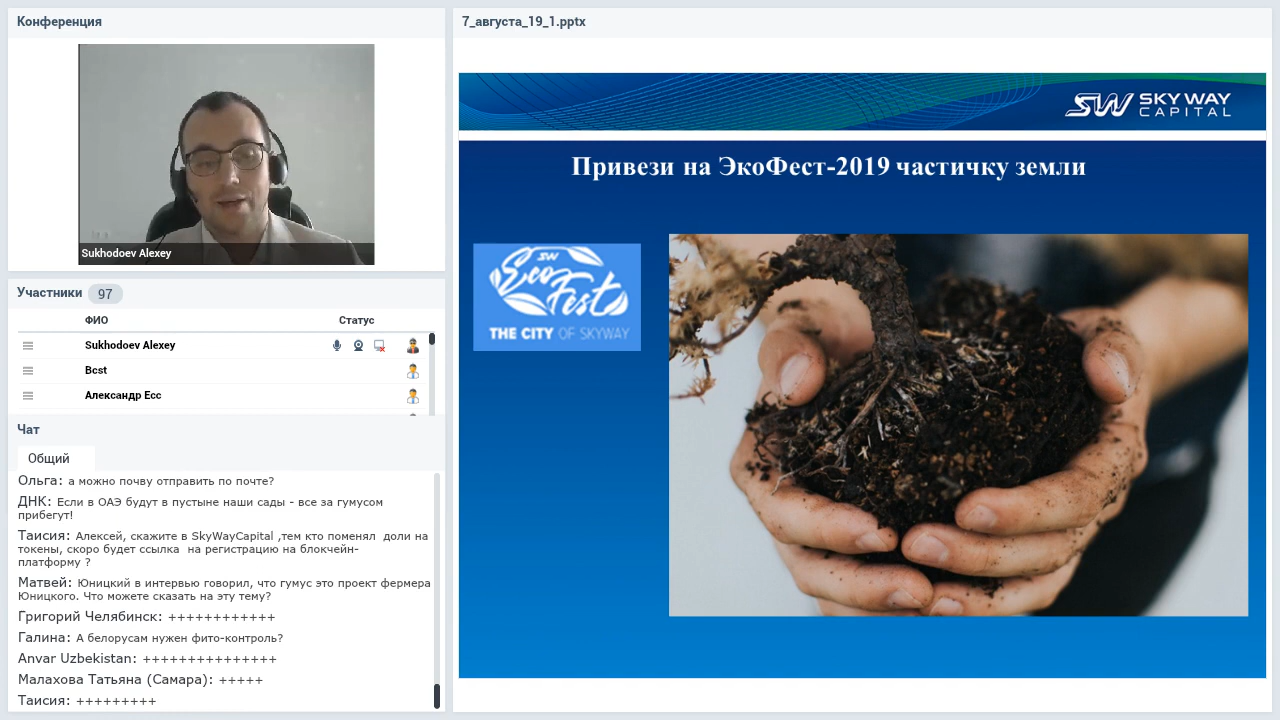 Конференция
Sukhodoev Alexey
Участники 97
ФИО Статус
Sukhodoev Alexey
Bcst
Александр Есс
Чат
Общий
Ольга: а можно почву отправить по почте?
ДНК: Если в ОАЭ будут в пустыне наши сады - все за гумусом
прибегут!
Таисия: Алексей, скажите в SkyWayCapital ,тем кто поменял доли на
токены, скоро будет ссылка на регистрацию на блокчейн-
платформу ?
Матвей: Юницкий в интервью говорил, что гумус это проект фермера
Юницкого. Что можете сказать на эту тему?
Григорий Челябинск: ++++++++++++
Галина: А белорусам нужен фито-контроль?
Anvar Uzbekistan: +++++++++++++++
Малахова Татьяна (Самара): +++++
Таисия: +++++++++
7_августа_19_1.pptx
SW SKY WAY
CAPITAL
Привези на ЭкоФест-2019 частичку земли
SW
Eco
Fest
THE CITY OF SKYWAY